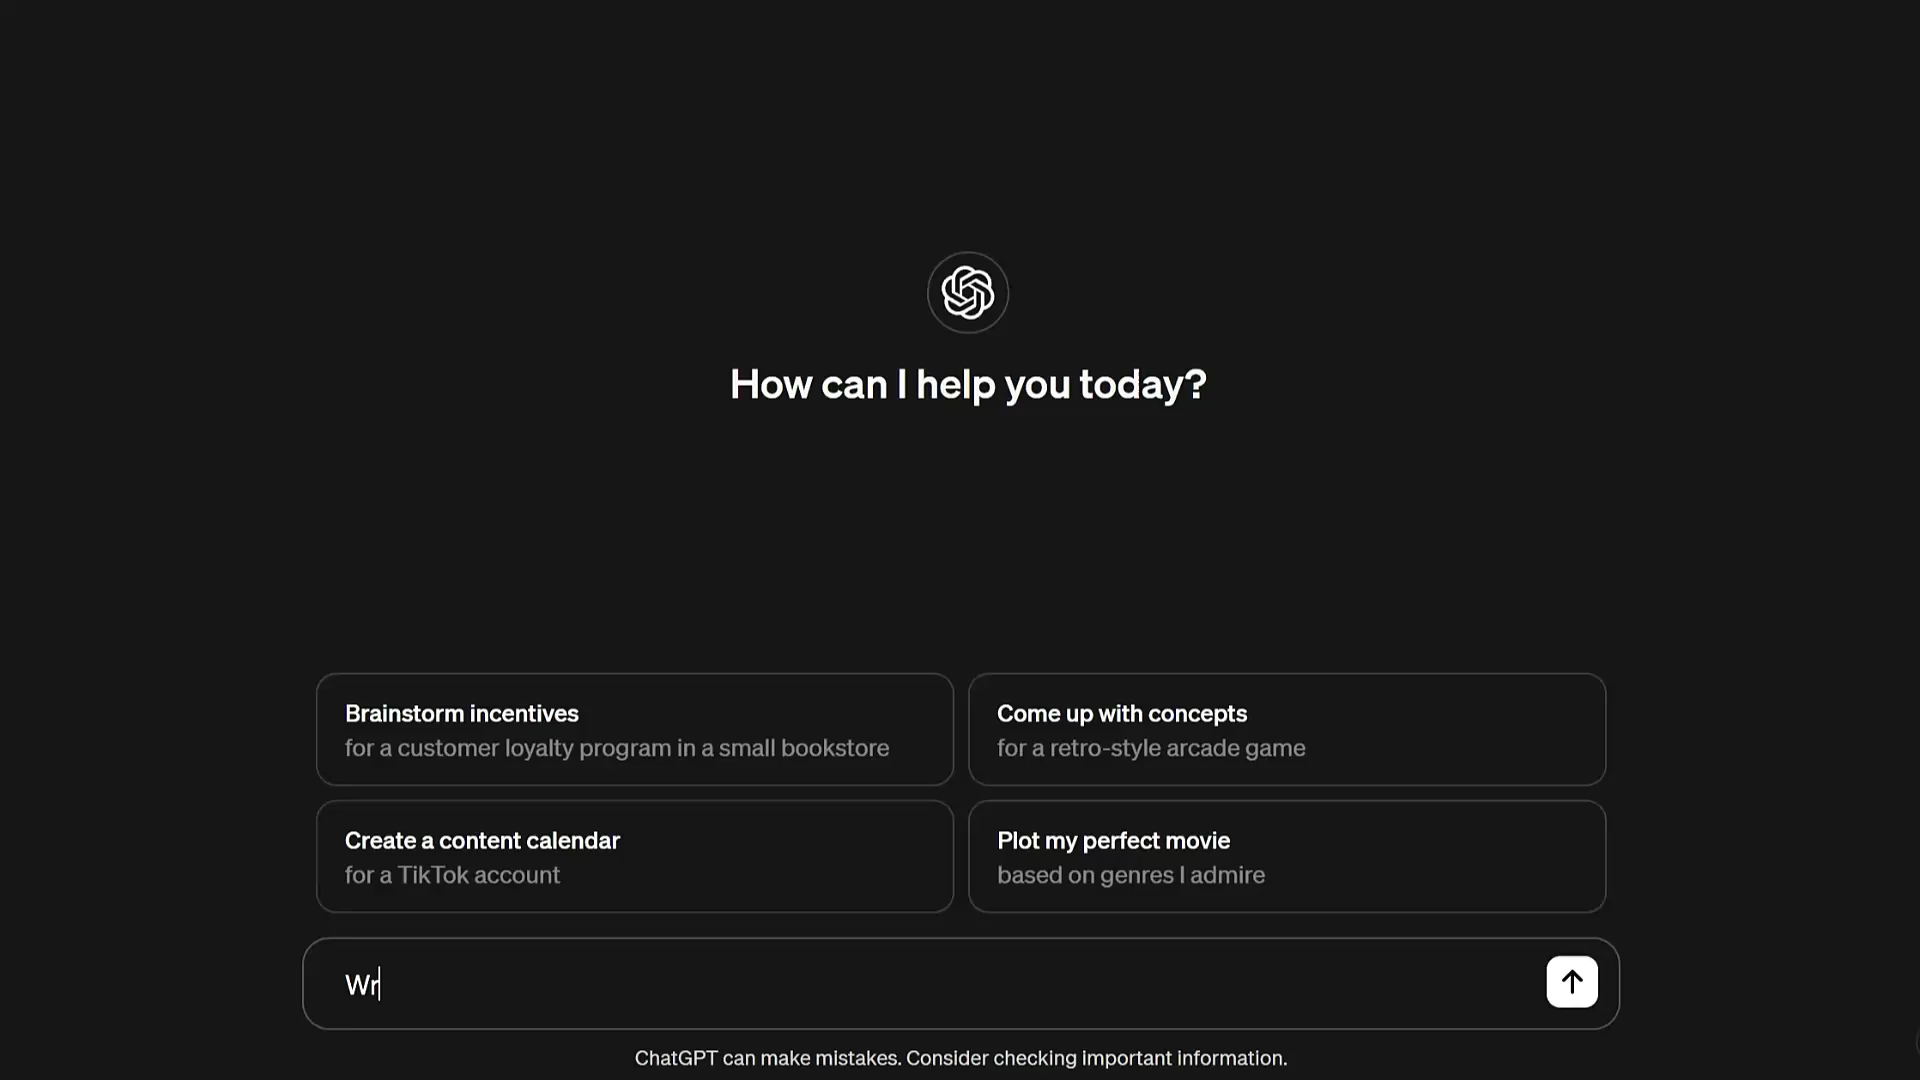 How can I help you today?
Brainstorm incentives
for a customer loyalty program in a small bookstore
Come up with concepts
for a retro-style arcade game
Create a content calendar
for a TikTok account
Plot my perfect movie
based on genres I admire
Wr
ChatGPT can make mistakes. Consider checking important information.